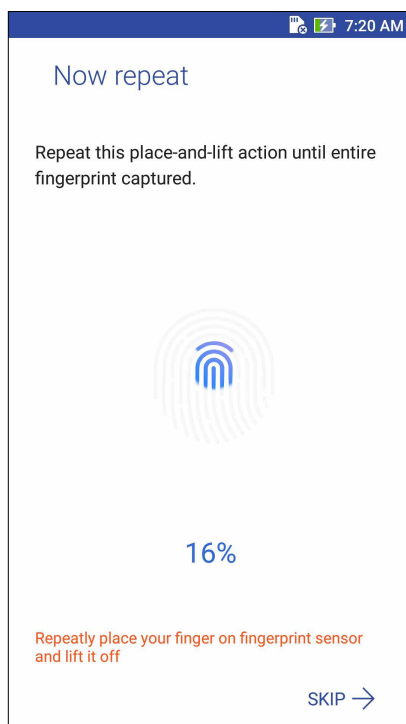 7:20 AM
Now repeat
Repeat this place-and-lift action until entire
fingerprint captured.
16%
Repeatly place your finger on fingerprint sensor
and lift it off
SKIP